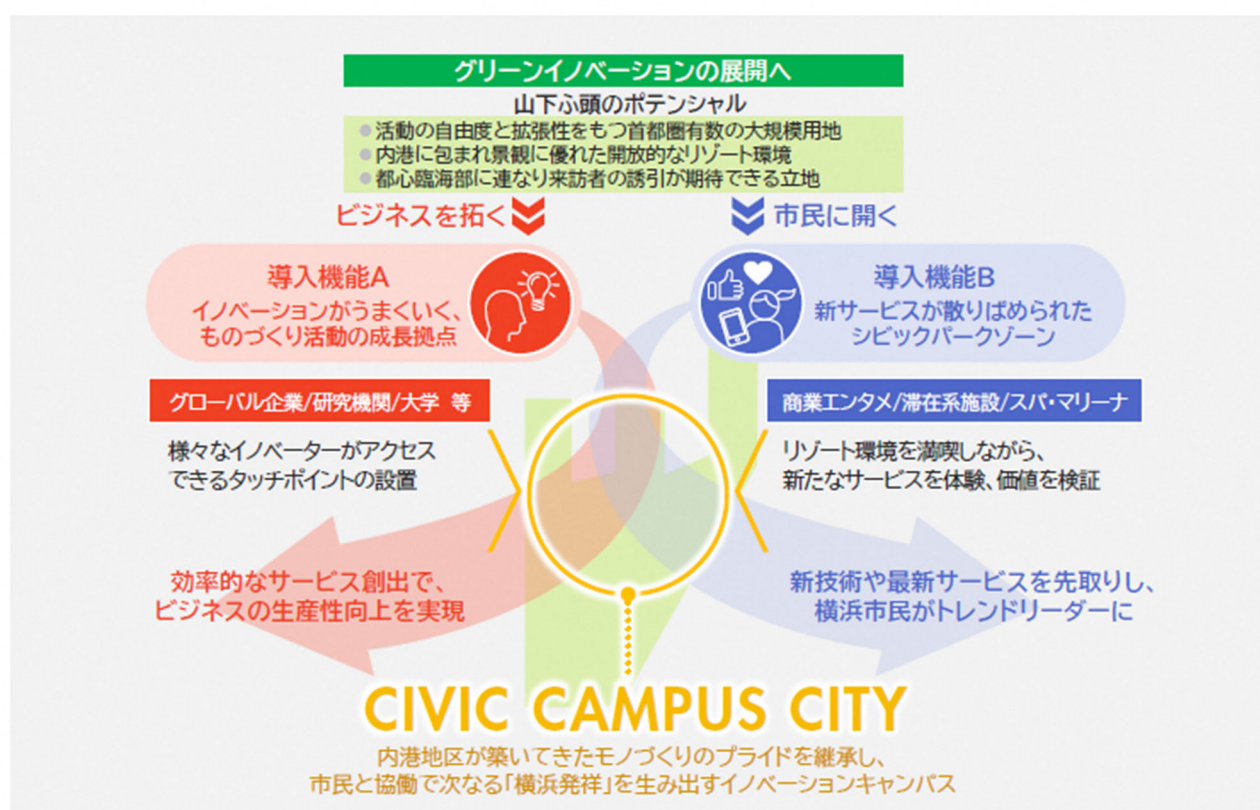 グリーンイノベーションの展開へ
山下ふ頭のポテンシャル
●活動の自由度と拡張性をもつ首都圏有数の大規模用地
●内港に包まれ景観に優れた開放的なリゾート環境
●都心臨海部に連なり来訪者の誘引が期待できる立地
ビジネスを拓く
市民に開く
導入機能A
イノベーションがうまくいく、
ものづくり活動の成長拠点
導入機能B
新サービスが散りばめられた
シビックパークゾーン
グローバル企業/研究機関/大学 等
商業エンタメ/滞在系施設/スパ・マリーナ
様々なイノベーターがアクセス
できるタッチポイントの設置
リゾート環境を満喫しながら、
新たなサービスを体験、価値を検証
効率的なサービス創出で、
ビジネスの生産性向上を実現
新技術や最新サービスを先取りし、
横浜市民がトレンドリーダーに
CIVIC CAMPUS CITY
内港地区が築いてきたモノづくりのプライドを継承し、
市民と協働で次なる「横浜発祥」を生み出すイノベーションキャンパス